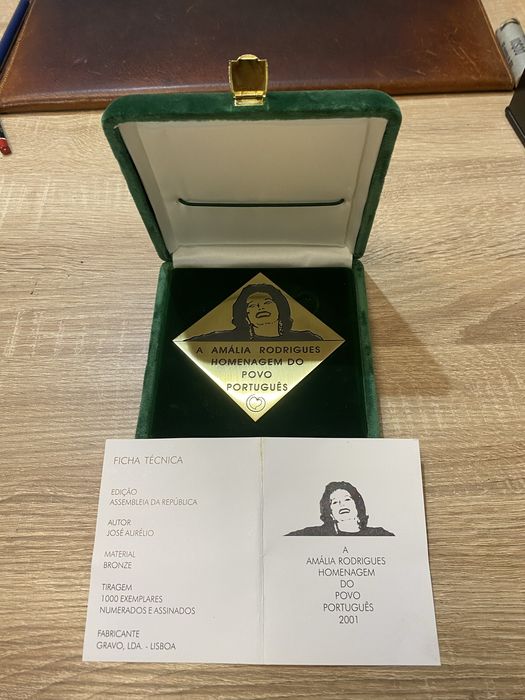 A AMÁLIA RODRIGUES
HOMENAGEM DO
POVO
PORTUGUÊS
FICHA TÉCNICA
EDIÇÃO
ASSEMBLEIA DA REPÚBLICA
AUTOR
JOSÉ AURÉLIO
MATERIAL
BRONZE
TIRAGEM
1000 EXEMPLARES
NUMERADOS E ASSINADOS
FABRICANTE
GRAVO, LDA. - LISBOA
A
AMÁLIA RODRIGUES
HOMENAGEM
DO
POVO
PORTUGUÊS
2001